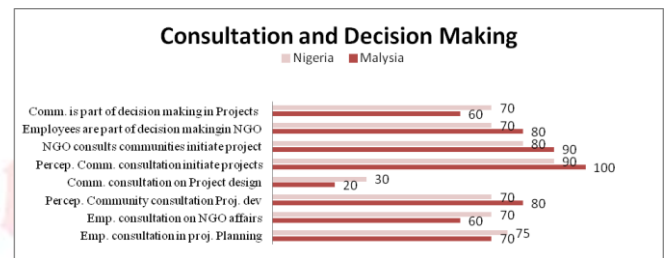 Consultation and Decision Making
Nigeria Malysia
Comm. is part of decision making in Projects 70
60
Employees are part of decision makingin NGO 70
80
NGO consults communities initiate project 80
90
Percep. Comm. consultation initiate projects 90
100
Comm. consultation on Project design 30
20
Percep. Community consultation Proj. dev 70
80
Emp. consultation on NGO affairs 70
60
Emp. consultation in proj. Planning 75
70